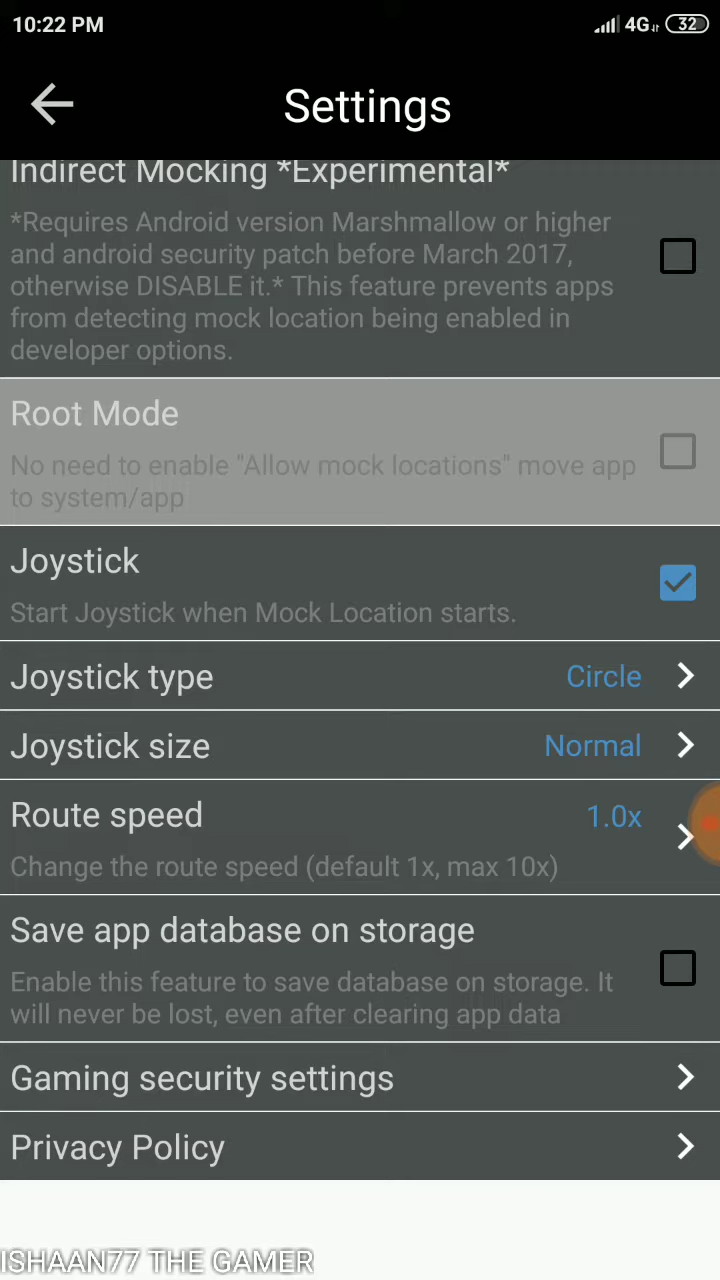 10:22 PM
4G
32
Settings
Indirect Mocking *Experimental*
*Requires Android version Marshmallow or higher
and android security patch before March 2017,
otherwise DISABLE it.* This feature prevents apps
from detecting mock location being enabled in
developer options.
Root Mode
No need to enable "Allow mock locations" move app
to system/app
Joystick
Start Joystick when Mock Location starts.
Joystick type
Circle
Joystick size
Normal
Route speed
1.0x
Change the route speed (default 1x, max 10x)
Save app database on storage
Enable this feature to save database on storage. It
will never be lost, even after clearing app data
Gaming security settings
Privacy Policy
ISHAAN77 THE GAMER